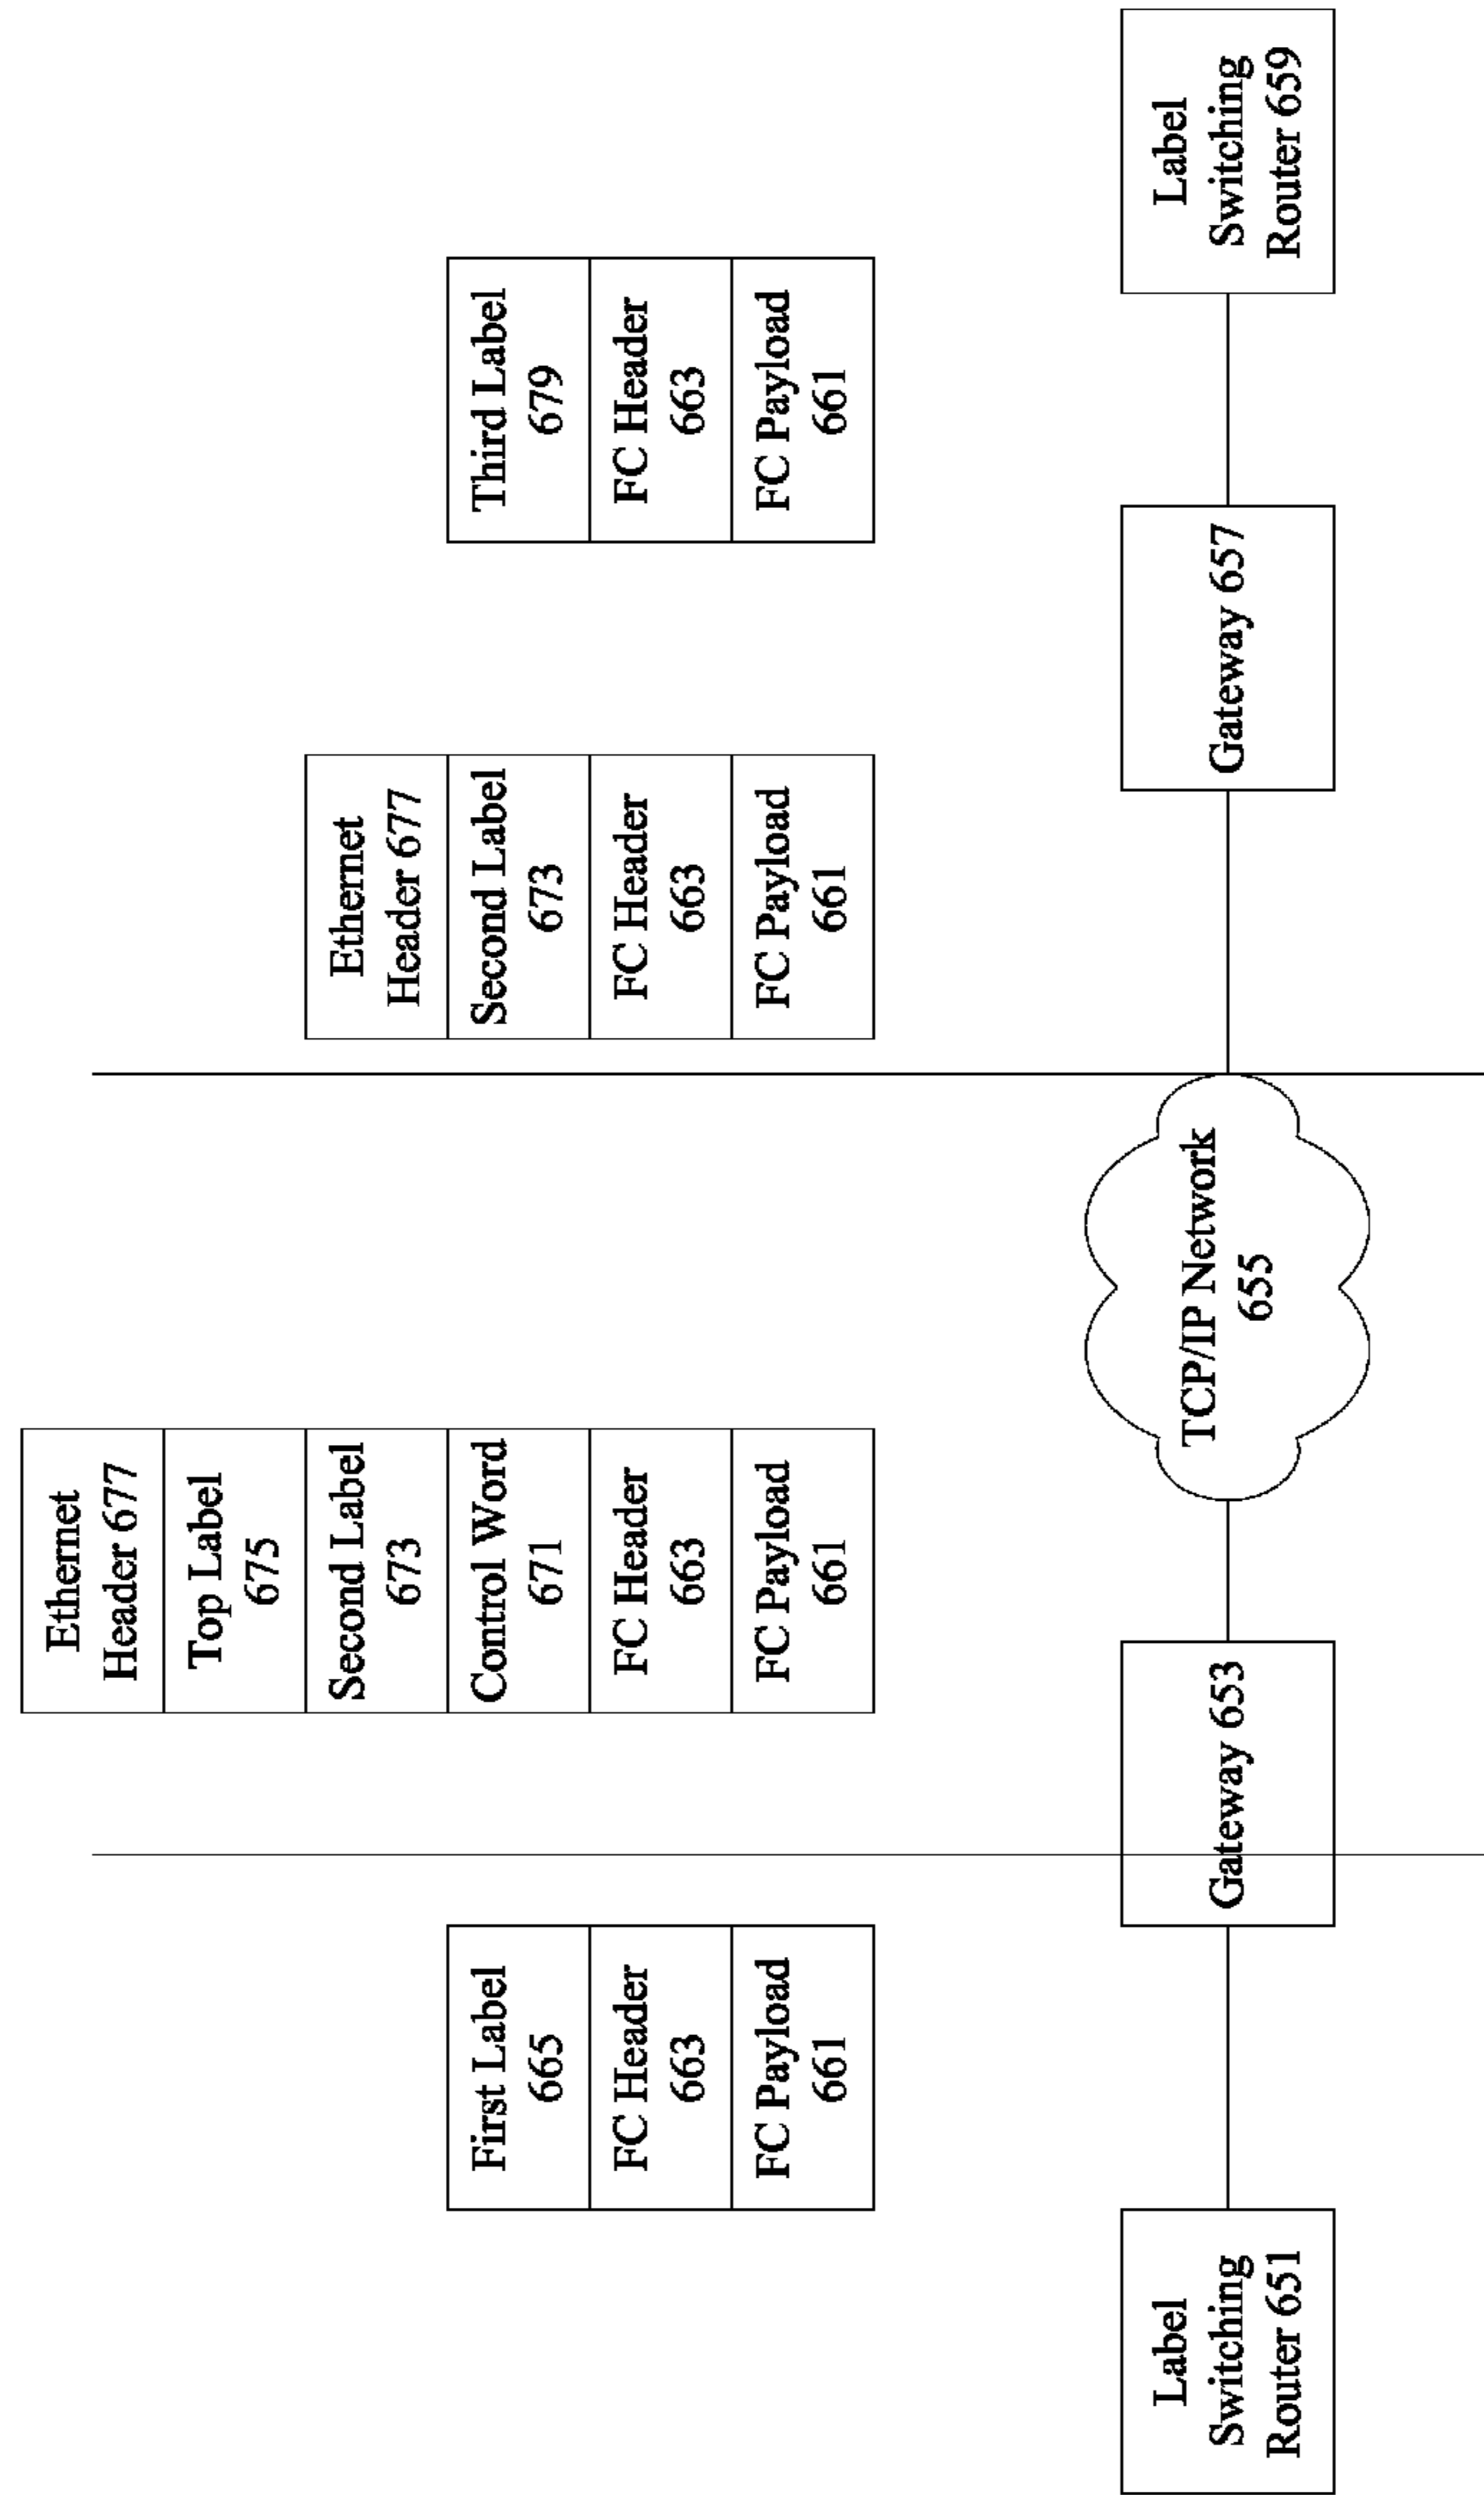 First Label
665
FC Header
663
FC Payload
661
Ethernet
Header 677
Top Label
675
Second Label
673
Control Word
671
FC Header
663
FC Payload
661
Ethernet
Header 677
Second Label
673
FC Header
663
FC Payload
661
Third Label
679
FC Header
663
FC Payload
661
Label
Switching
Router 651
Gateway 653
TCP/IP Network
655
Gateway 657
Label
Switching
Router 659